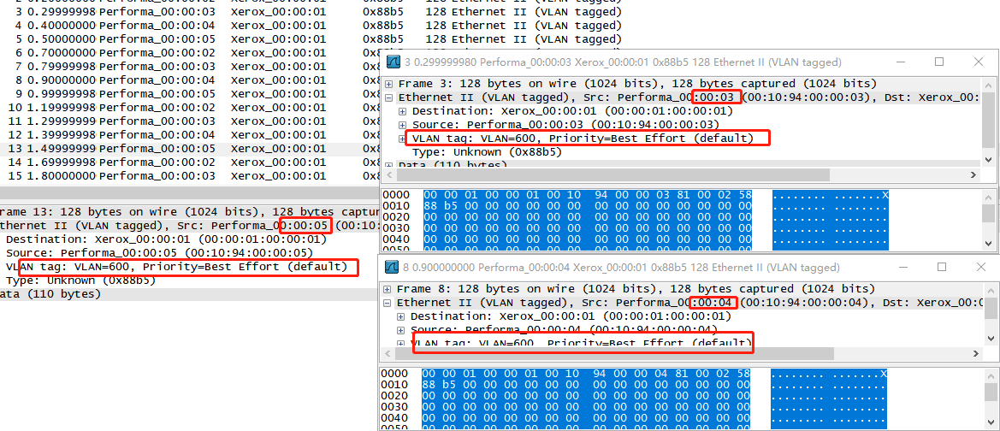 3 0.299999980 Performa_00:00:03 Xerox_00:00:01 0x88b5 128 Ethernet II (VLAN tagged)
4 0.40000000 Performa_00:00:04 Xerox_00:00:01 0x88b5 128 Ethernet II (VLAN tagged)
5 0.50000000 Performa_00:00:05 Xerox_00:00:01 0x88b5 128 Ethernet II (VLAN tagged)
6 0.70000000 Performa_00:00:02 Xerox_00:00:01 0x8
7 0.79999999 Performa_00:00:03 Xerox_00:00:01 0x8
8 0.90000000 Performa_00:00:04 Xerox_00:00:01 0x8
9 0.99999999 Performa_00:00:05 Xerox_00:00:01 0x8
10 1.19999999 Performa_00:00:02 Xerox_00:00:01 0x8
11 1.29999999 Performa_00:00:03 Xerox_00:00:01 0x8
12 1.39999999 Performa_00:00:04 Xerox_00:00:01 0x8
13 1.49999999 Performa_00:00:05 Xerox_00:00:01 0x8
14 1.69999999 Performa_00:00:02 Xerox_00:00:01 0x8
15 1.80000000 Performa_00:00:03 Xerox_00:00:01 0x8
rame 13: 128 bytes on wire (1024 bits), 128 bytes captur
thernet II (VLAN tagged), Src: Performa_00:00:05 (00:10:
Destination: Xerox_00:00:01 (00:00:01:00:00:01)
Source: Performa_00:00:05 (00:10:94:00:00:05)
VLAN tag: VLAN=600, Priority=Best Effort (default)
Type: Unknown (0x88b5)
ata (110 bytes)
3 0.299999980 Performa_00:00:03 Xerox_00:00:01 0x88b5 128 Ethernet II (VLAN tagged)
Frame 3: 128 bytes on wire (1024 bits), 128 bytes captured (1024 bits)
Ethernet II (VLAN tagged), Src: Performa_00:00:03 (00:10:94:00:00:03), Dst: Xerox_00:
Destination: Xerox_00:00:01 (00:00:01:00:00:01)
Source: Performa_00:00:03 (00:10:94:00:00:03)
VLAN tag: VLAN=600, Priority=Best Effort (default)
Type: Unknown (0x88b5)
Data (110 bytes)
0000 00 00 01 00 00 01 00 10 94 00 00 03 81 00 02 58 ........ .......X
0010 88 b5 00 00 00 00 00 00 00 00 00 00 00 00 00 00 ........ ........
0020 00 00 00 00 00 00 00 00 00 00 00 00 00 00 00 00 ........ ........
0030 00 00 00 00 00 00 00 00 00 00 00 00 00 00 00 00 ........ ........
0040 00 00 00 00 00 00 00 00 00 00 00 00 00 00 00 00 ........ ........
8 0.900000000 Performa_00:00:04 Xerox_00:00:01 0x88b5 128 Ethernet II (VLAN tagged)
Frame 8: 128 bytes on wire (1024 bits), 128 bytes captured (1024 bits)
Ethernet II (VLAN tagged), Src: Performa_00:00:04 (00:10:94:00:00:04), Dst: Xerox_00:0
Destination: Xerox_00:00:01 (00:00:01:00:00:01)
Source: Performa_00:00:04 (00:10:94:00:00:04)
VLAN tag: VLAN=600, Priority=Best Effort (default)
0000 00 00 01 00 00 01 00 10 94 00 00 04 81 00 02 58 ........ .......X
0010 88 b5 00 00 00 00 00 00 00 00 00 00 00 00 00 00 ........ ........
0020 00 00 00 00 00 00 00 00 00 00 00 00 00 00 00 00 ........ ........
0030 00 00 00 00 00 00 00 00 00 00 00 00 00 00 00 00 ........ ........
0040 00 00 00 00 00 00 00 00 00 00 00 00 00 00 00 00 ........ ........